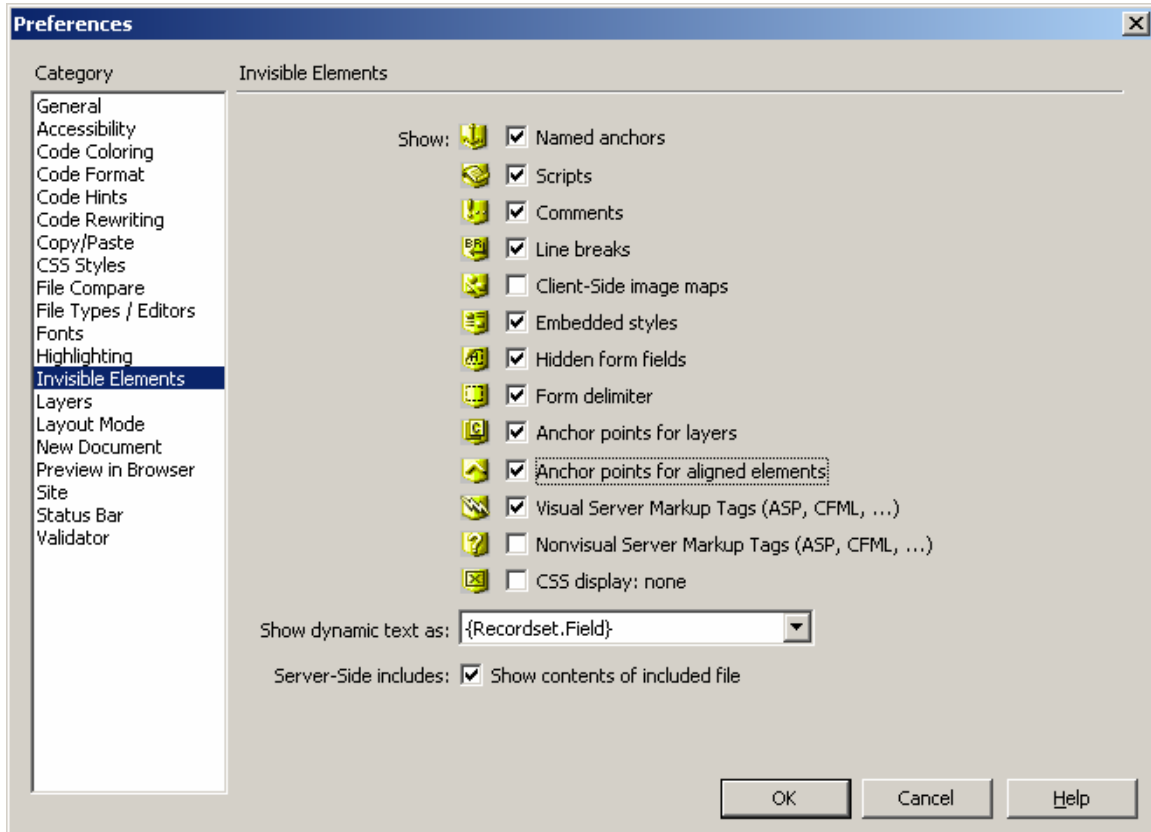 Preferences
Category
Invisible Elements
General
Accessibility
Code Coloring
Code Format
Code Hints
Code Rewriting
Copy/Paste
CSS Styles
File Compare
File Types / Editors
Fonts
Highlighting
Invisible Elements
Layers
Layout Mode
New Document
Preview in Browser
Site
Status Bar
Validator
Show: Named anchors
Scripts
Comments
BR Line breaks
Client-Side image maps
Embedded styles
Hidden form fields
Form delimiter
C Anchor points for layers
Anchor points for aligned elements
Visual Server Markup Tags (ASP, CFML, ...)
? Nonvisual Server Markup Tags (ASP, CFML, ...)
CSS display: none
Show dynamic text as: {Recordset.Field}
Server-Side includes: Show contents of included file
OK Cancel Help